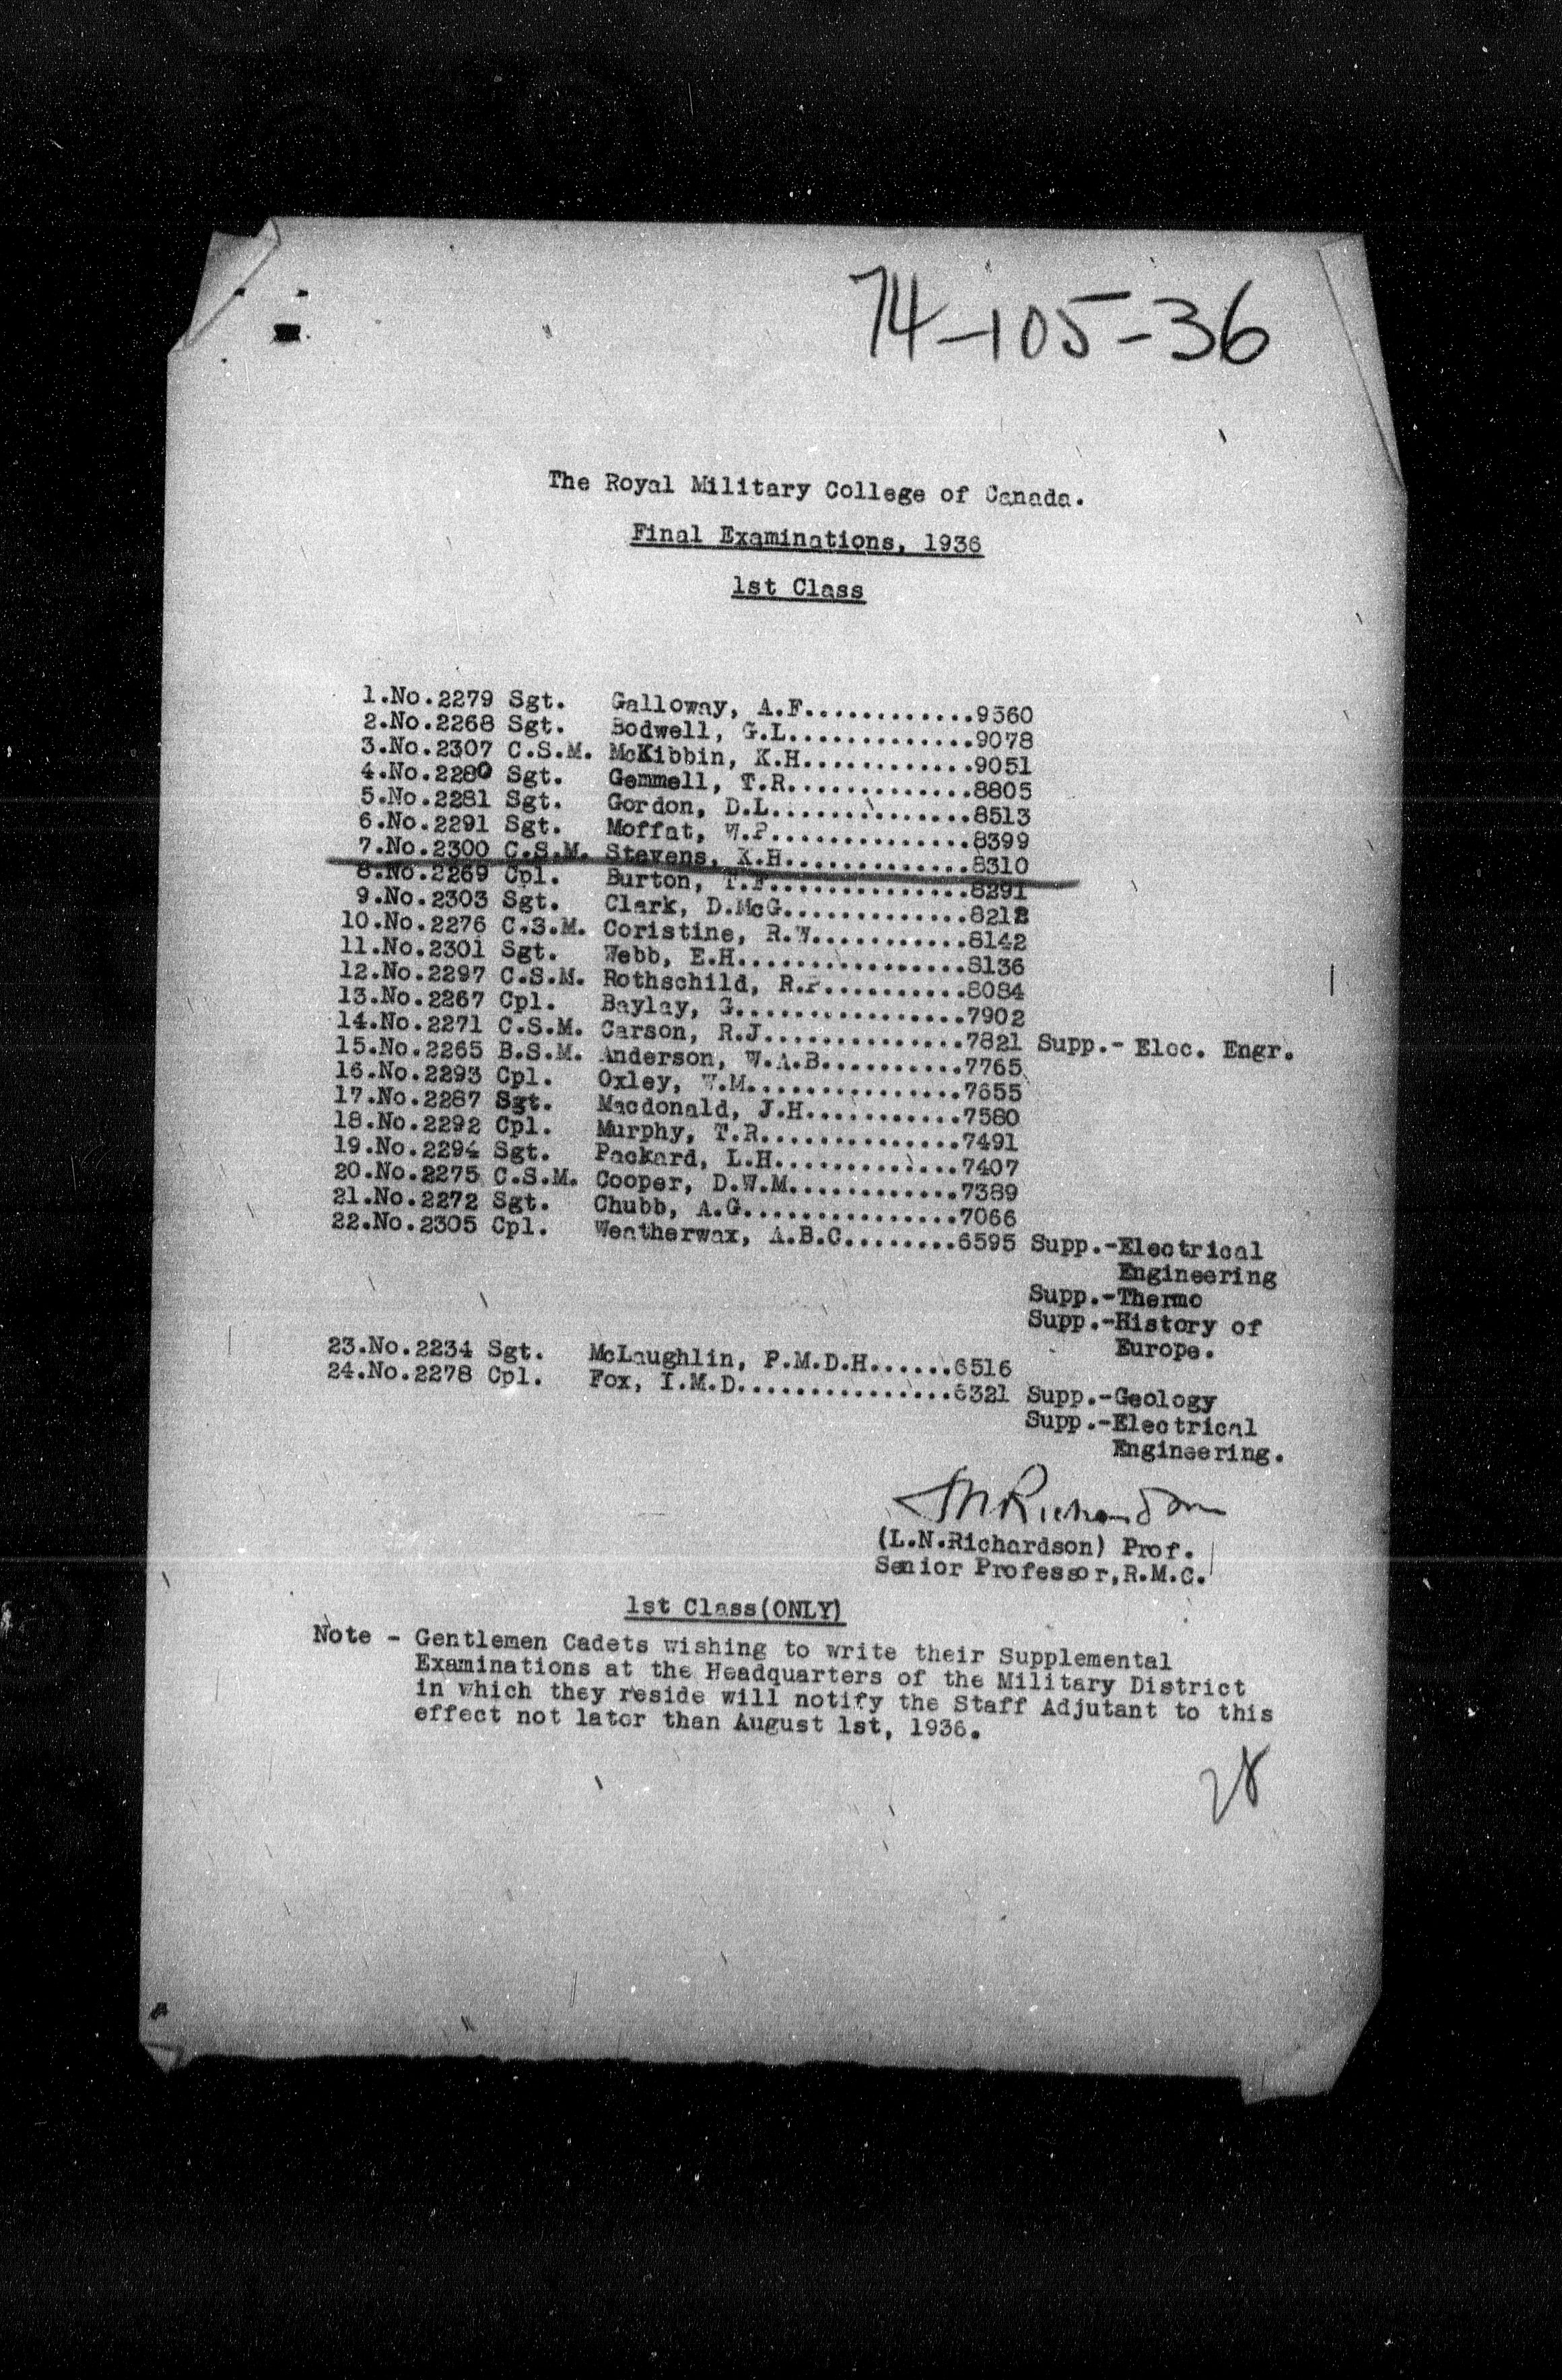 74-105-36
The Royal Military College of Canada.
Final Examinations, 1936
1st Class
1.No.2279 Sgt. Galloway, A.F............9360
2.No.2268 Sgt. Bodwell, G.L.............9078
3.No.2307 C.S.M. McKibbin, K.H............9051
4.No.2280 Sgt. Gemmell, T.R.............8805
5.No.2281 Sgt. Gordon, D.L..............8513
6.No.2291 Sgt. Moffat, W.P..............8399
7.No.2300 C.S.M. Stevens, K.H.............8310
8.No.2269 Cpl. Burton, T.F..............8291
9.No.2303 Sgt. Clark, D.McG.............8212
10.No.2276 C.S.M. Coristine, R.W...........8142
11.No.2301 Sgt. Webb, E.H................8136
12.No.2297 C.S.M. Rothschild, R.P..........8084
13.No.2267 Cpl. Baylay, G................7902
14.No.2271 C.S.M. Carson, R.J..............7821 Supp.- Eloc. Engr.
15.No.2265 B.S.M. Anderson, W.A.B..........7765
16.No.2293 Cpl. Oxley, W.M...............7655
17.No.2287 Sgt. Macdonald, J.H...........7580
18.No.2292 Cpl. Murphy, T.R..............7491
19.No.2294 Sgt. Packard, L.H.............7407
20.No.2275 C.S.M. Cooper, D.W.M............7389
21.No.2272 Sgt. Chubb, A.G...............7066
22.No.2305 Cpl. Weatherwax, A.B.C........6595 Supp.-Electrical
Engineering
Supp.-Thermo
Supp.-History of
Europe.
23.No.2234 Sgt. McLaughlin, P.M.D.H......6516
24.No.2278 Cpl. Fox, I.M.D...............6321 Supp.-Geology
Supp.-Electrical
Engineering.
LNRichardson
(L.N.Richardson) Prof.
Senior Professor,R.M.C.
1st Class(ONLY)
Note - Gentlemen Cadets wishing to write their Supplemental
Examinations at the Headquarters of the Military District
in which they reside will notify the Staff Adjutant to this
effect not later than August 1st, 1936.
28